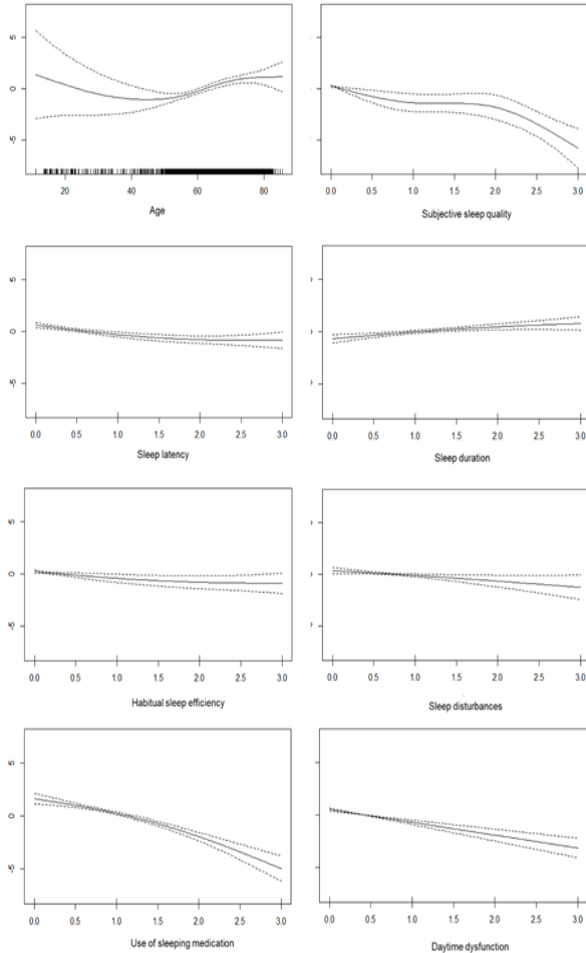 5
0
-5
20 40 60 80
Age
0.0 0.5 1.0 1.5 2.0 2.5 3.0
Subjective sleep quality
5
0
-5
0.0 0.5 1.0 1.5 2.0 2.5 3.0
Sleep latency
0.0 0.5 1.0 1.5 2.0 2.5 3.0
Sleep duration
5
0
-5
0.0 0.5 1.0 1.5 2.0 2.5 3.0
Habitual sleep efficiency
0.0 0.5 1.0 1.5 2.0 2.5 3.0
Sleep disturbances
5
0
-5
0.0 0.5 1.0 1.5 2.0 2.5 3.0
Use of sleeping medication
0.0 0.5 1.0 1.5 2.0 2.5 3.0
Daytime dysfunction